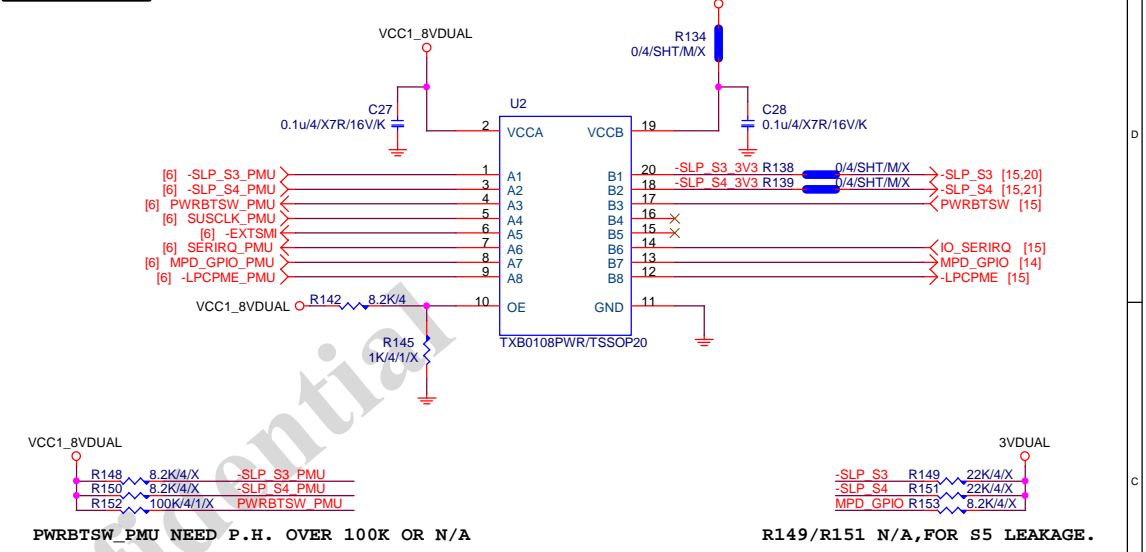 VCC1_8VDUAL
R134
0/4/SHT/M/X
C27
0.1u/4/X7R/16V/K
U2
C28
0.1u/4/X7R/16V/K
2 VCCA VCCB 19
D
[6] -SLP_S3_PMU 1 A1 B1 20 -SLP_S3_3V3 R138 0/4/SHT/M/X -SLP_S3 [15,20]
[6] -SLP_S4_PMU 3 A2 B2 18 -SLP_S4_3V3 R139 0/4/SHT/M/X -SLP_S4 [15,21]
[6] PWRBTSW_PMU 4 A3 B3 17 PWRBTSW [15]
[6] SUSCLK_PMU 5 A4 B4 16
[6] -EXTSMI 6 A5 B5 15
[6] SERIRQ_PMU 7 A6 B6 14 IO_SERIRQ [15]
[6] MPD_GPIO_PMU 8 A7 B7 13 MPD_GPIO [14]
[6] -LPCPME_PMU 9 A8 B8 12 -LPCPME [15]
VCC1_8VDUAL R142 8.2K/4 10 OE GND 11
R145
1K/4/1/X
TXB0108PWR/TSSOP20
VCC1_8VDUAL
R148 8.2K/4/X -SLP_S3_PMU
R150 8.2K/4/X -SLP_S4_PMU
R152 100K/4/1/X PWRBTSW_PMU
PWRBTSW_PMU NEED P.H. OVER 100K OR N/A
3VDUAL
-SLP_S3 R149 22K/4/X
-SLP_S4 R151 22K/4/X
MPD_GPIO R153 8.2K/4/X
C
R149/R151 N/A,FOR S5 LEAKAGE.
fidential